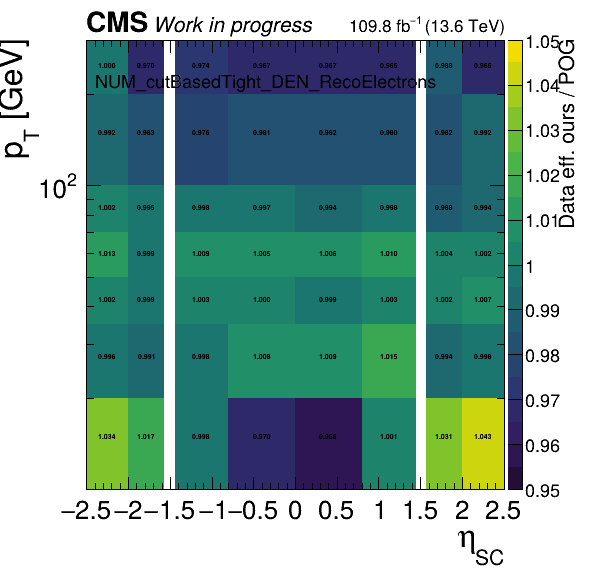 CMS Work in progress 109.8 fb⁻¹ (13.6 TeV)
p_T [GeV]
NUM_cutBasedTight_DEN_RecoElectrons
1.000 0.970 0.974 0.967 0.967 0.965 0.968 0.966
0.992 0.983 0.976 0.981 0.982 0.980 0.982 0.992
10²
1.002 0.995 0.998 0.997 0.994 0.998 0.988 0.994
1.013 0.999 1.009 1.005 1.006 1.010 1.004 1.002
1.002 0.999 1.003 1.000 0.999 1.003 1.002 1.007
0.996 0.991 0.998 1.008 1.009 1.015 0.994 0.998
1.034 1.017 0.998 0.970 0.955 1.001 1.031 1.043
−2.5 −2 −1.5 −1 −0.5 0 0.5 1 1.5 2 2.5
η_SC
1.05
1.04
1.03
1.02
1.01
1
0.99
0.98
0.97
0.96
0.95
Data eff. ours / POG